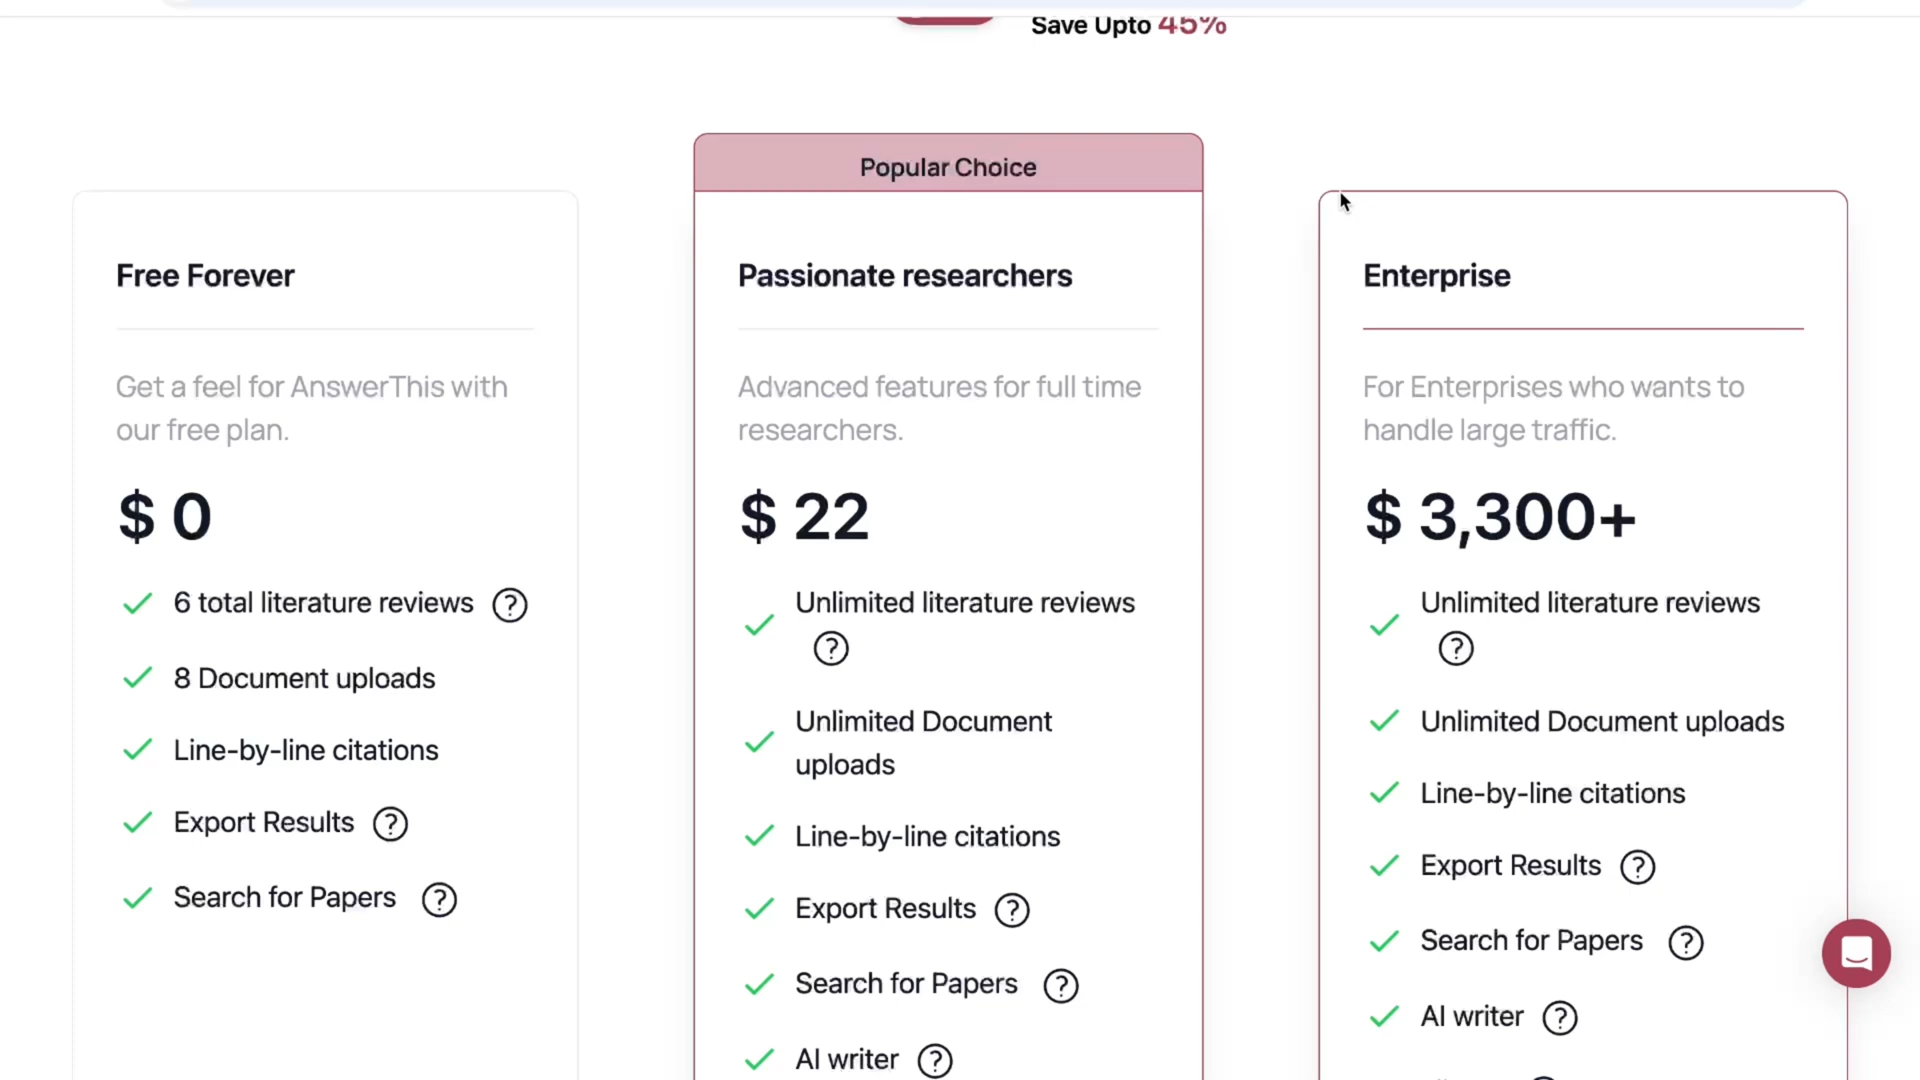 Save Upto 45%
Popular Choice
Free Forever
Get a feel for AnswerThis with
our free plan.
$ 0
6 total literature reviews ?
8 Document uploads
Line-by-line citations
Export Results ?
Search for Papers ?
Passionate researchers
Advanced features for full time
researchers.
$ 22
Unlimited literature reviews
?
Unlimited Document
uploads
Line-by-line citations
Export Results ?
Search for Papers ?
AI writer ?
Enterprise
For Enterprises who wants to
handle large traffic.
$ 3,300+
Unlimited literature reviews
?
Unlimited Document uploads
Line-by-line citations
Export Results ?
Search for Papers ?
AI writer ?